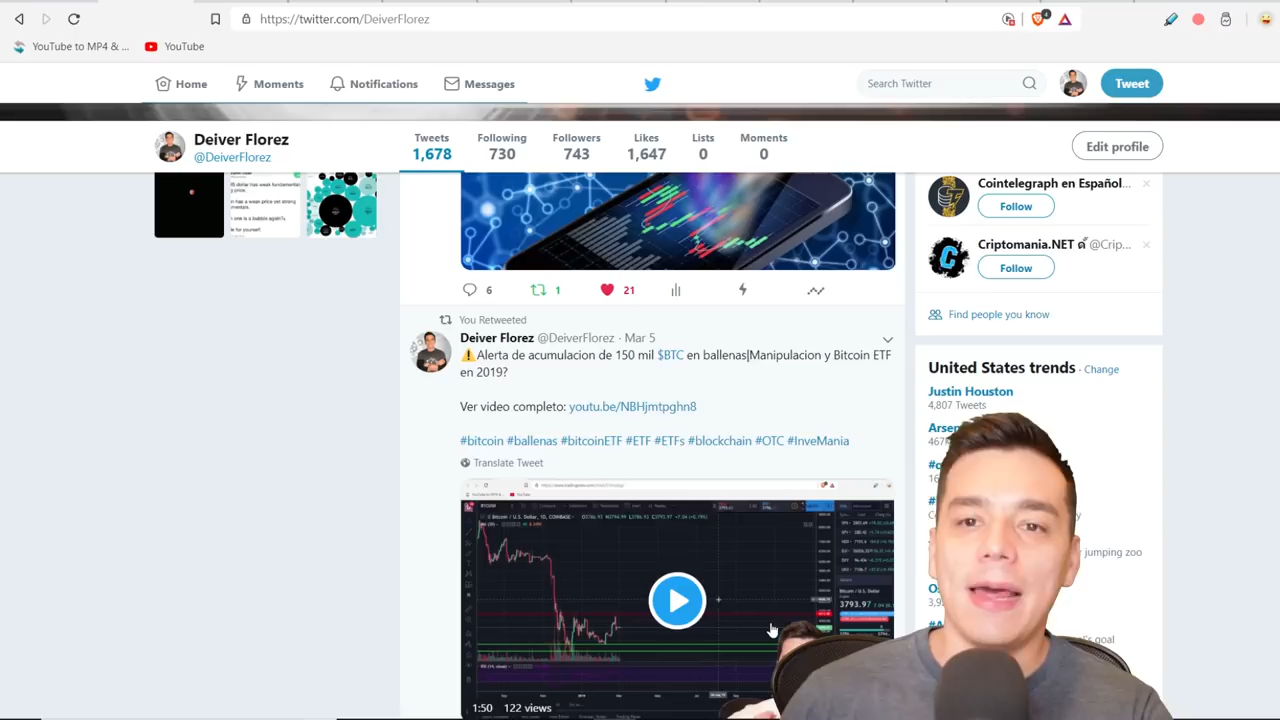 https://twitter.com/DeiverFlorez
4
YouTube to MP4 & ...
YouTube
Home
Moments
Notifications
Messages
Search Twitter
Tweet
Deiver Florez
@DeiverFlorez
Tweets
1,678
Following
730
Followers
743
Likes
1,647
Lists
0
Moments
0
Edit profile
6
1
21
You Retweeted
Deiver Florez @DeiverFlorez · Mar 5
⚠️Alerta de acumulacion de 150 mil $BTC en ballenas|Manipulacion y Bitcoin ETF
en 2019?
Ver video completo: youtu.be/NBHjmtpghn8
#bitcoin #ballenas #bitcoinETF #ETF #ETFs #blockchain #OTC #InveMania
Translate Tweet
3793.97
1:50 122 views
Cointelegraph en Español...
Follow
Criptomania.NET @Crip...
Follow
Find people you know
United States trends · Change
Justin Houston
4,807 Tweets
jumping zoo
goal